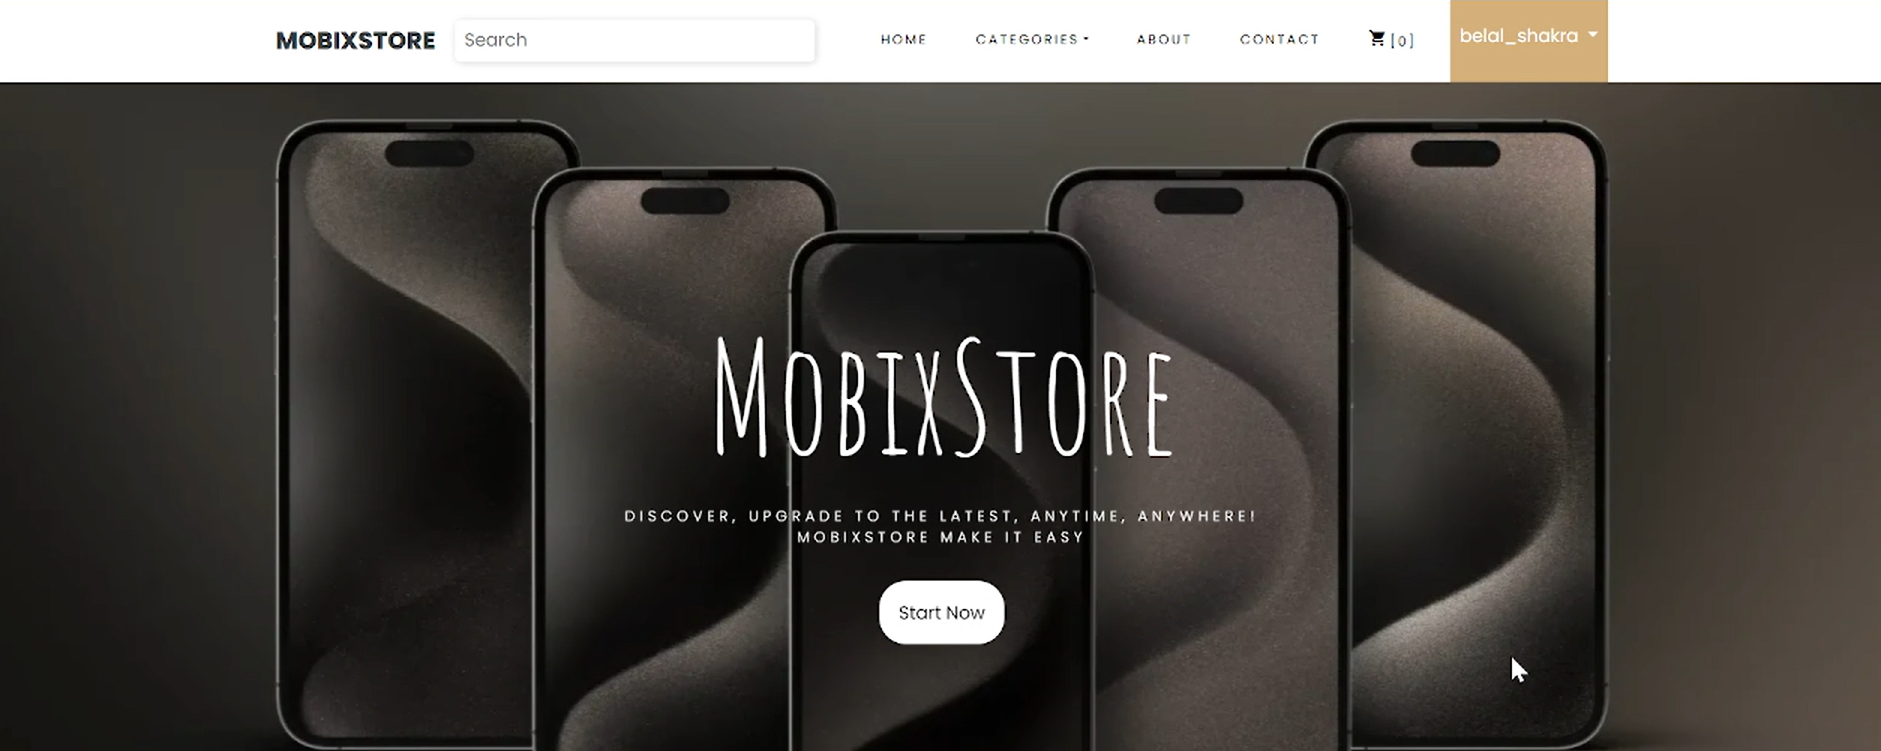 MOBIXSTORE Search HOME CATEGORIES ABOUT CONTACT [0] belal_shakra
MOBIXSTORE
DISCOVER, UPGRADE TO THE LATEST, ANYTIME, ANYWHERE!
MOBIXSTORE MAKE IT EASY
Start Now